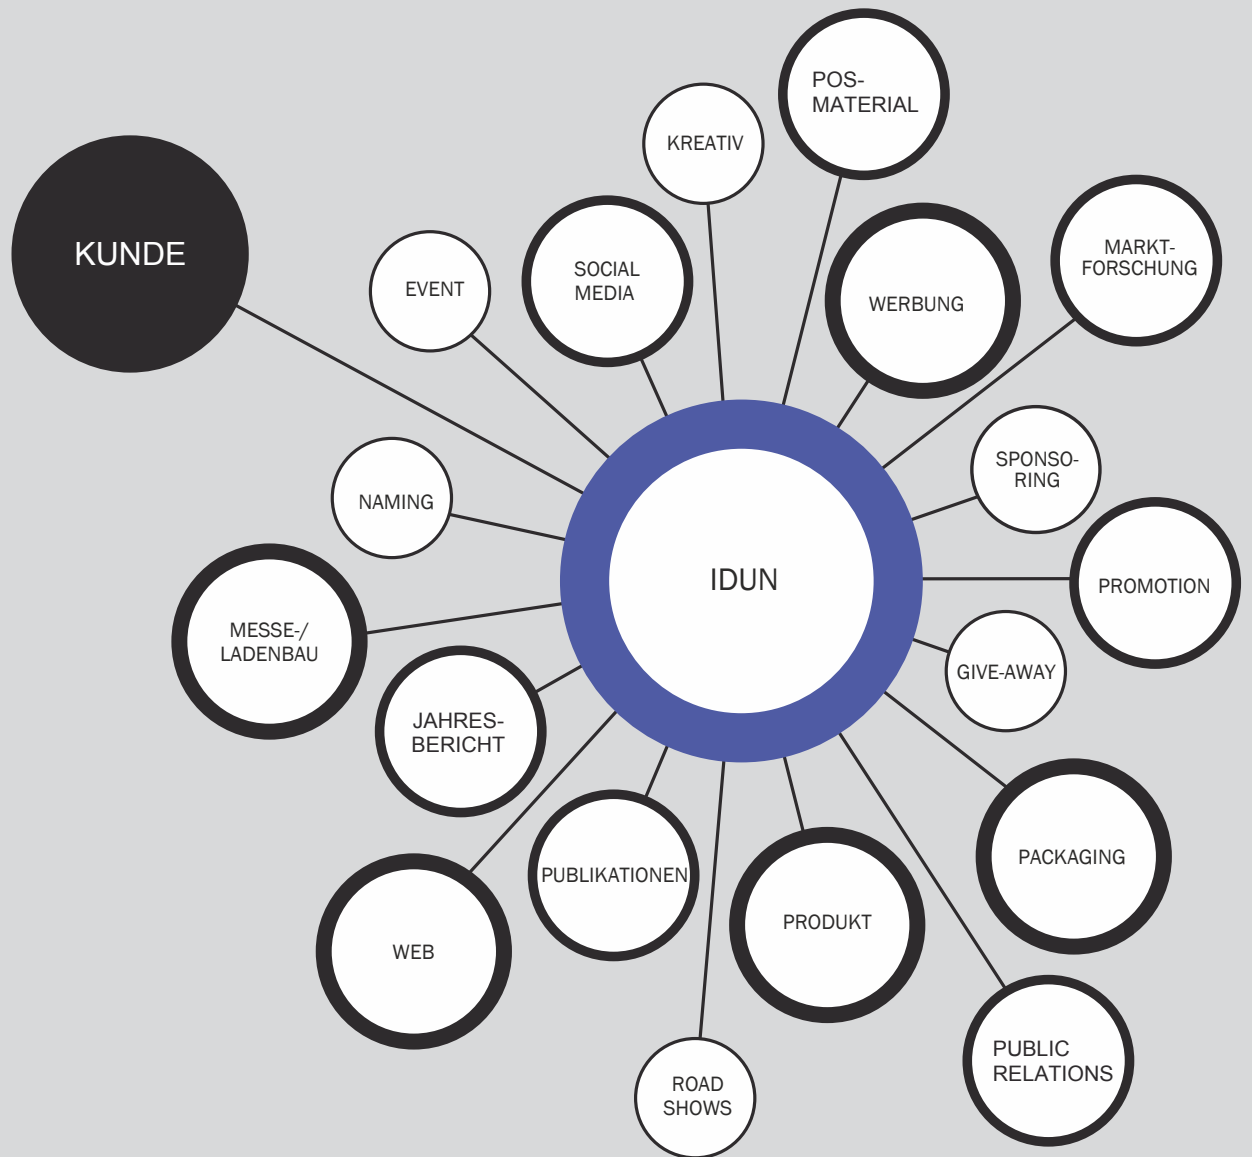 POS-
MATERIAL
KREATIV
KUNDE
SOCIAL
MEDIA
EVENT
WERBUNG
MARKT-
FORSCHUNG
SPONSO-
RING
NAMING
IDUN
PROMOTION
MESSE-/
LADENBAU
GIVE-AWAY
JAHRES-
BERICHT
PUBLIKATIONEN
PACKAGING
PRODUKT
WEB
PUBLIC
RELATIONS
ROAD
SHOWS